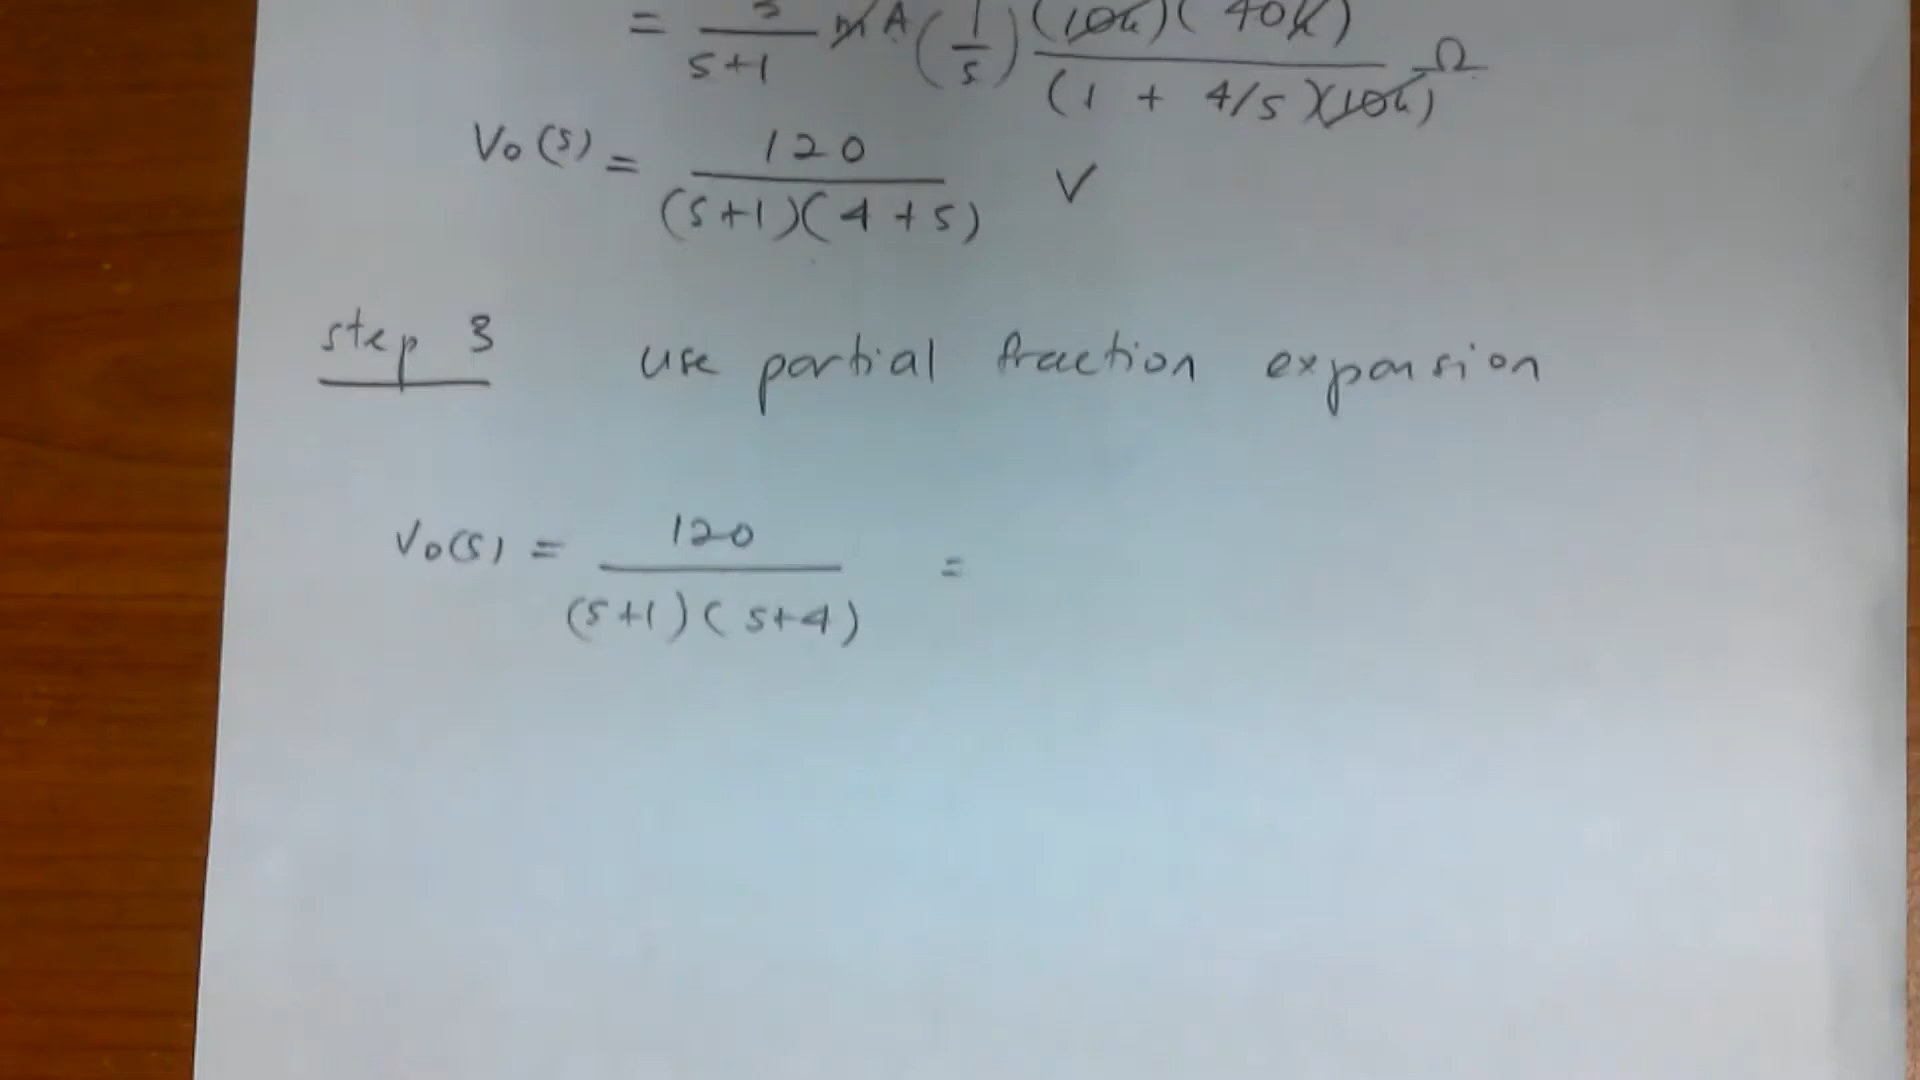 = 3/(s+1) mA (1/s) (10k)(40k)/((1 + 4/s)(10k)) Ω
Vo(s) = 120/((s+1)(4+s)) V
step 3 use partial fraction expansion
Vo(s) = 120/((s+1)(s+4)) =